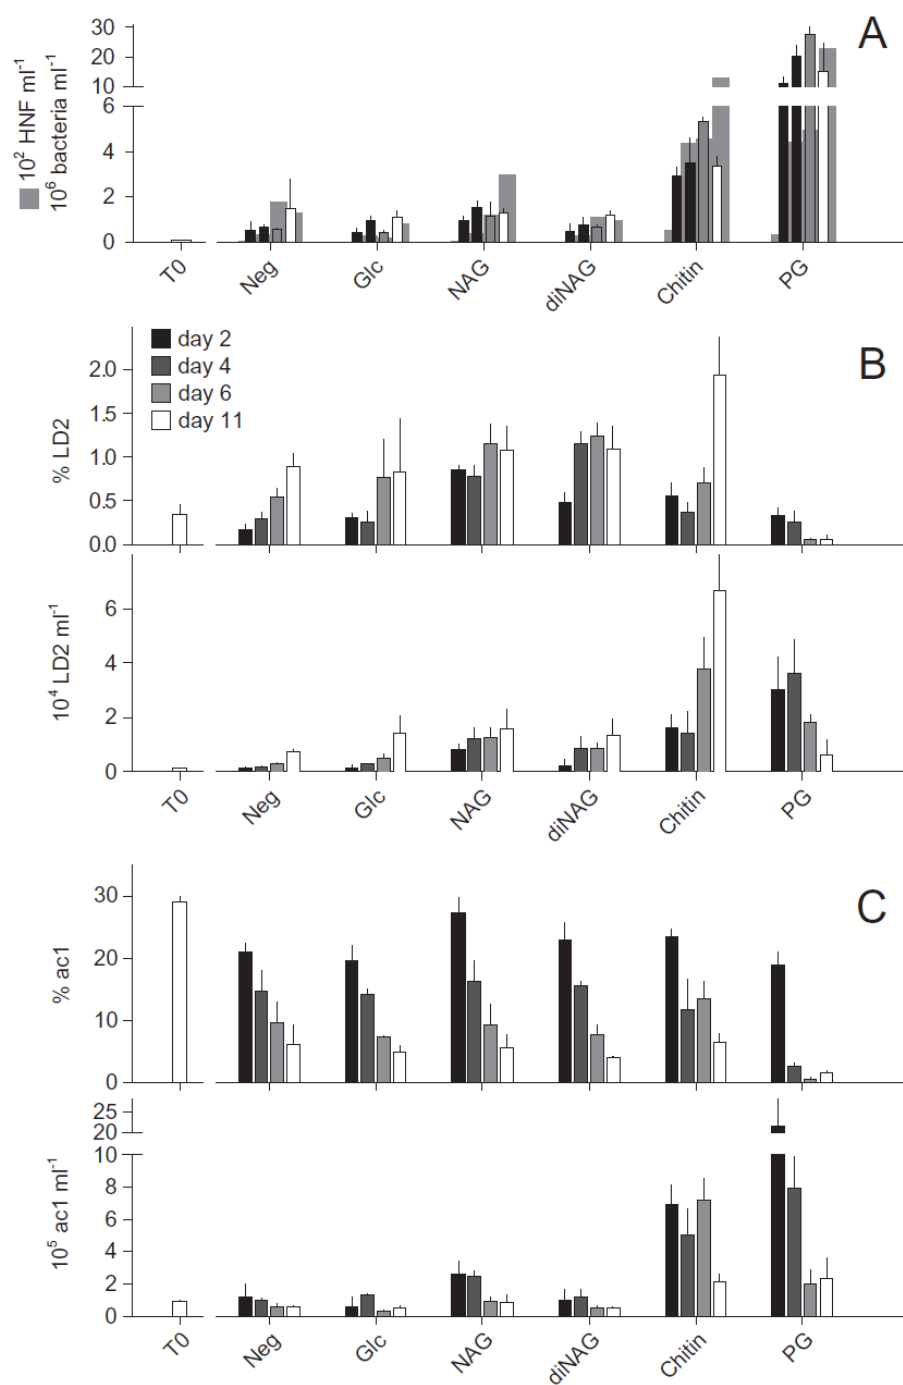 A
10² HNF ml⁻¹
10⁶ bacteria ml⁻¹
30
20
10
6
4
2
0
T0
Neg
Glc
NAG
diNAG
Chitin
PG
B
day 2
day 4
day 6
day 11
% LD2
2.0
1.5
1.0
0.5
0.0
10⁴ LD2 ml⁻¹
6
4
2
0
T0
Neg
Glc
NAG
diNAG
Chitin
PG
C
% ac1
30
20
10
0
10⁵ ac1 ml⁻¹
25
20
10
8
6
4
2
0
T0
Neg
Glc
NAG
diNAG
Chitin
PG